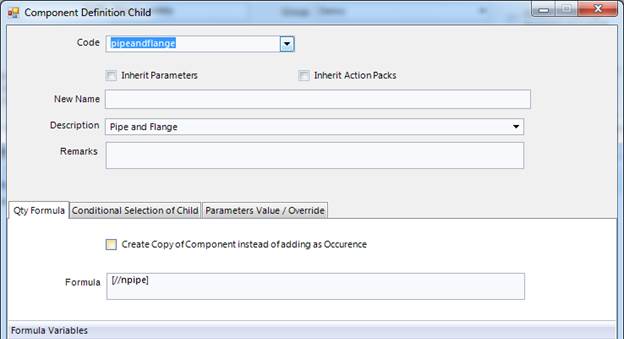 Component Definition Child
Code pipeandflange
Inherit Parameters Inherit Action Packs
New Name
Description Pipe and Flange
Remarks
Qty Formula Conditional Selection of Child Parameters Value / Override
Create Copy of Component instead of adding as Occurence
Formula [//npipe]
Formula Variables